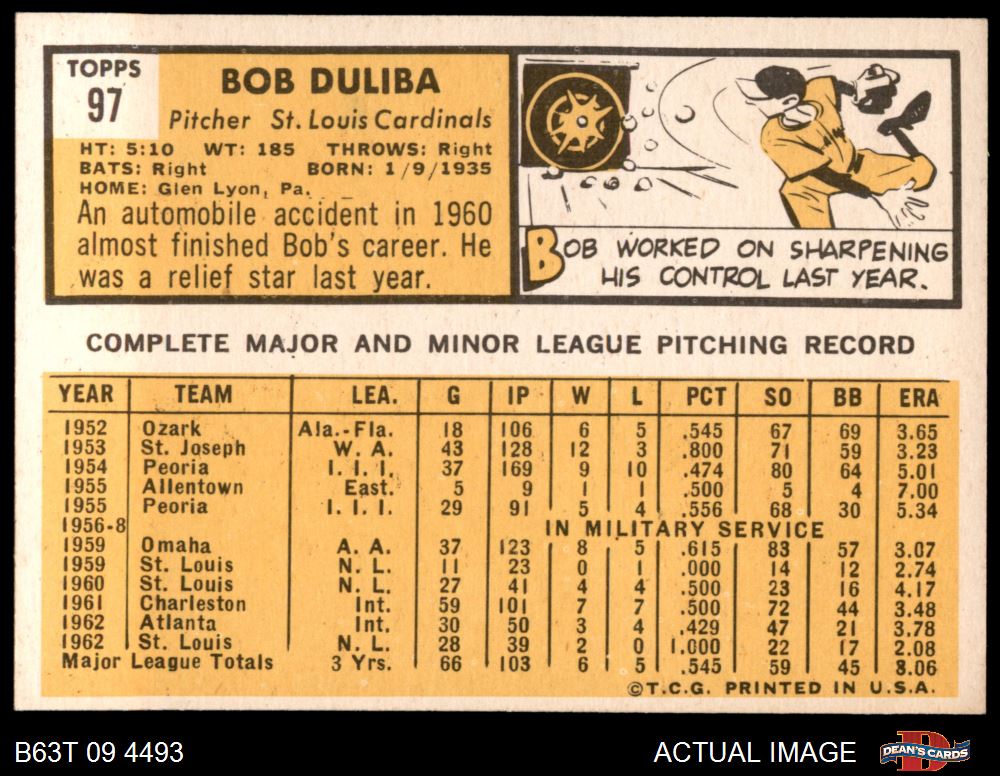 TOPPS
97
BOB DULIBA
Pitcher St. Louis Cardinals
HT: 5:10 WT: 185 THROWS: Right
BATS: Right BORN: 1/9/1935
HOME: Glen Lyon, Pa.
An automobile accident in 1960
almost finished Bob's career. He
was a relief star last year.
BOB WORKED ON SHARPENING
HIS CONTROL LAST YEAR.
COMPLETE MAJOR AND MINOR LEAGUE PITCHING RECORD
YEAR TEAM LEA. G IP W L PCT SO BB ERA
1952 Ozark Ala.-Fla. 18 106 6 5 .545 67 69 3.65
1953 St. Joseph W. A. 43 128 12 3 .800 71 59 3.23
1954 Peoria I. I. I. 37 169 9 10 .474 80 64 5.01
1955 Allentown East. 5 9 1 1 .500 5 4 7.00
1955 Peoria I. I. I. 29 91 5 4 .556 68 30 5.34
1956-8 IN MILITARY SERVICE
1959 Omaha A. A. 37 123 8 5 .615 83 57 3.07
1959 St. Louis N. L. 11 23 0 1 .000 14 12 2.74
1960 St. Louis N. L. 27 41 4 4 .500 23 16 4.17
1961 Charleston Int. 59 101 7 7 .500 72 44 3.48
1962 Atlanta Int. 30 50 3 4 .429 47 21 3.78
1962 St. Louis N. L. 28 39 2 0 1.000 22 17 2.08
Major League Totals 3 Yrs. 66 103 6 5 .545 59 45 8.06
©T.C.G. PRINTED IN U.S.A.
B63T 09 4493 ACTUAL IMAGE DEAN'S CARDS